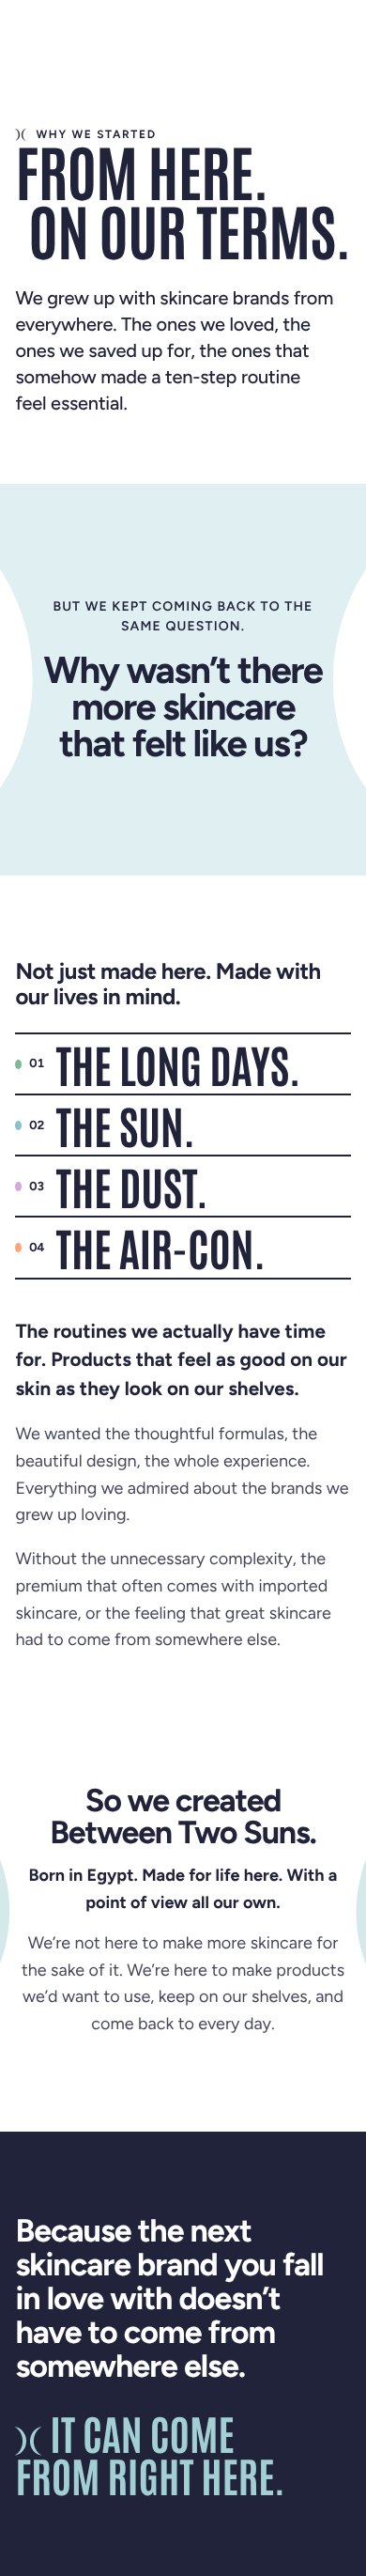 WHY WE STARTED
FROM HERE.
ON OUR TERMS.
We grew up with skincare brands from
everywhere. The ones we loved, the
ones we saved up for, the ones that
somehow made a ten-step routine
feel essential.
BUT WE KEPT COMING BACK TO THE
SAME QUESTION.
Why wasn’t there
more skincare
that felt like us?
Not just made here. Made with
our lives in mind.
01 THE LONG DAYS.
02 THE SUN.
03 THE DUST.
04 THE AIR-CON.
The routines we actually have time
for. Products that feel as good on our
skin as they look on our shelves.
We wanted the thoughtful formulas, the
beautiful design, the whole experience.
Everything we admired about the brands we
grew up loving.
Without the unnecessary complexity, the
premium that often comes with imported
skincare, or the feeling that great skincare
had to come from somewhere else.
So we created
Between Two Suns.
Born in Egypt. Made for life here. With a
point of view all our own.
We’re not here to make more skincare for
the sake of it. We’re here to make products
we’d want to use, keep on our shelves, and
come back to every day.
Because the next
skincare brand you fall
in love with doesn’t
have to come from
somewhere else.
IT CAN COME
FROM RIGHT HERE.